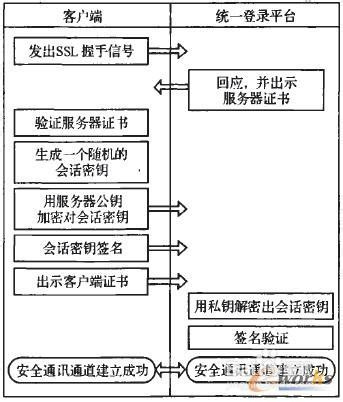 客户端
统一登录平台
发出SSL 握手信号
回应，并出示
服务器证书
验证服务器证书
生成一个随机的
会话密钥
用服务器公钥
加密对会话密钥
会话密钥签名
出示客户端证书
用私钥解密出会话密钥
签名验证
安全通讯通道建立成功
安全通讯通道建立成功
e-works